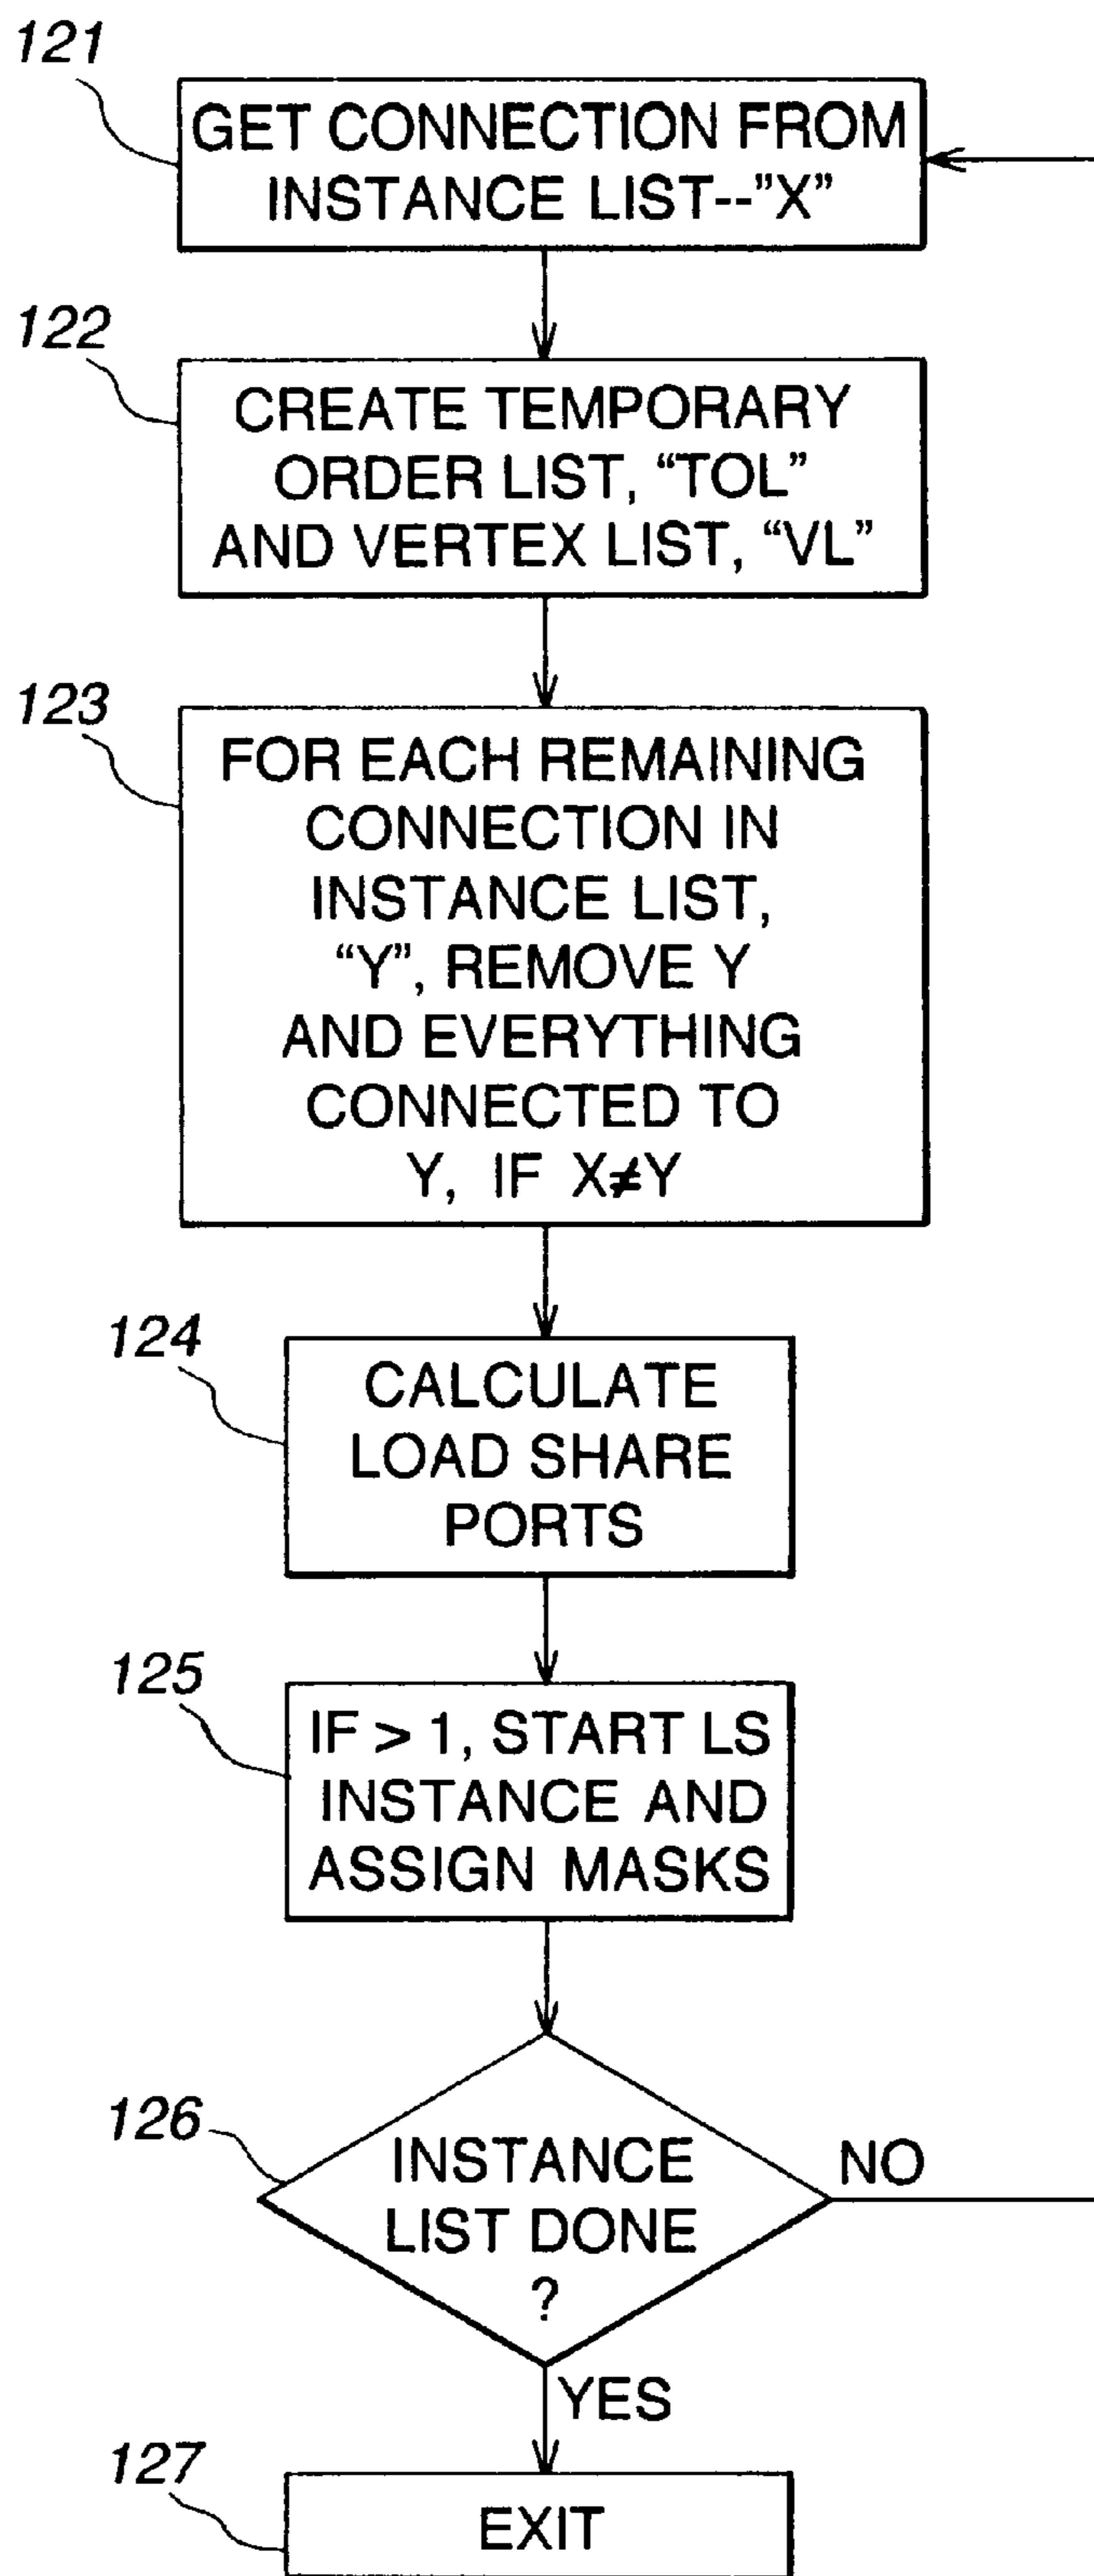 121
GET CONNECTION FROM
INSTANCE LIST--"X"
122
CREATE TEMPORARY
ORDER LIST, “TOL”
AND VERTEX LIST, “VL”
123
FOR EACH REMAINING
CONNECTION IN
INSTANCE LIST,
“Y”, REMOVE Y
AND EVERYTHING
CONNECTED TO
Y, IF X≠Y
124
CALCULATE
LOAD SHARE
PORTS
125
IF > 1, START LS
INSTANCE AND
ASSIGN MASKS
126
INSTANCE
LIST DONE
?
NO
YES
127
EXIT